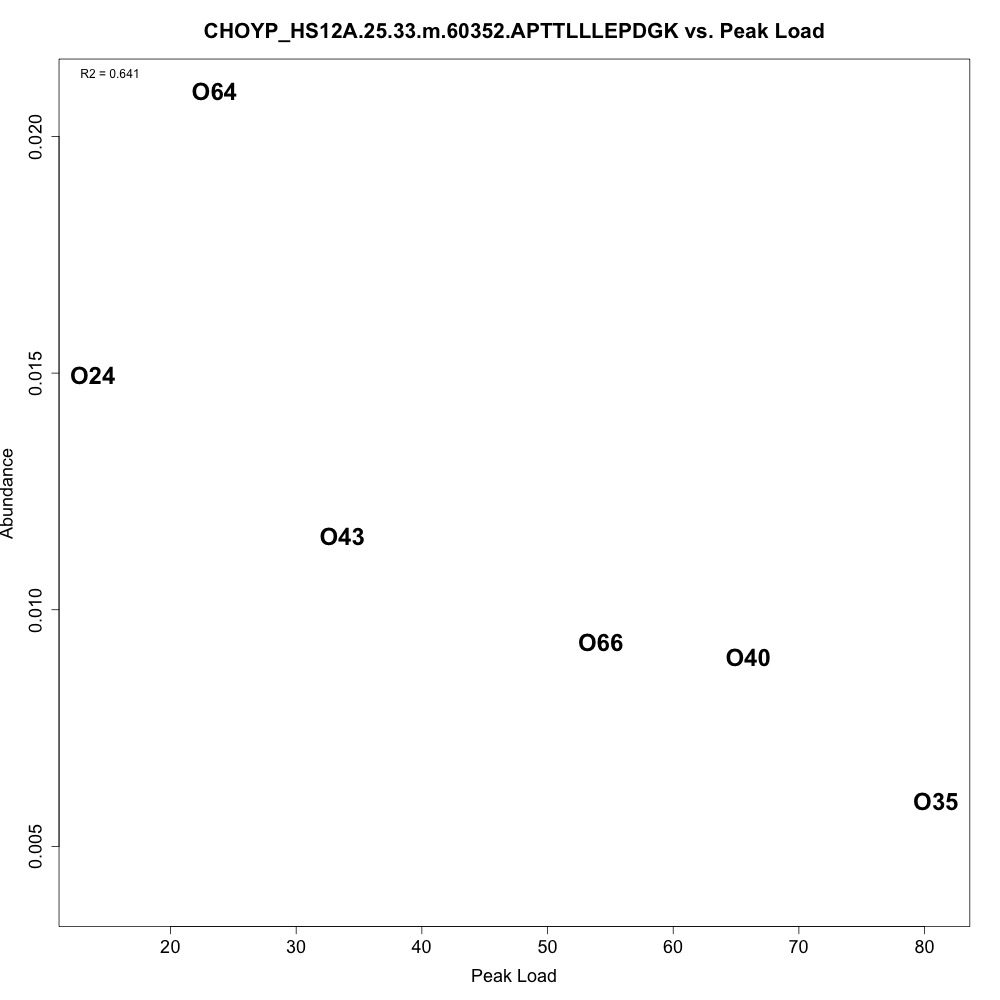 CHOYP_HS12A.25.33.m.60352.APTTLLLEPDGK vs. Peak Load
R2 = 0.641
O64
O24
O43
O66
O40
O35
0.020
0.015
0.010
0.005
Abundance
20 30 40 50 60 70 80
Peak Load